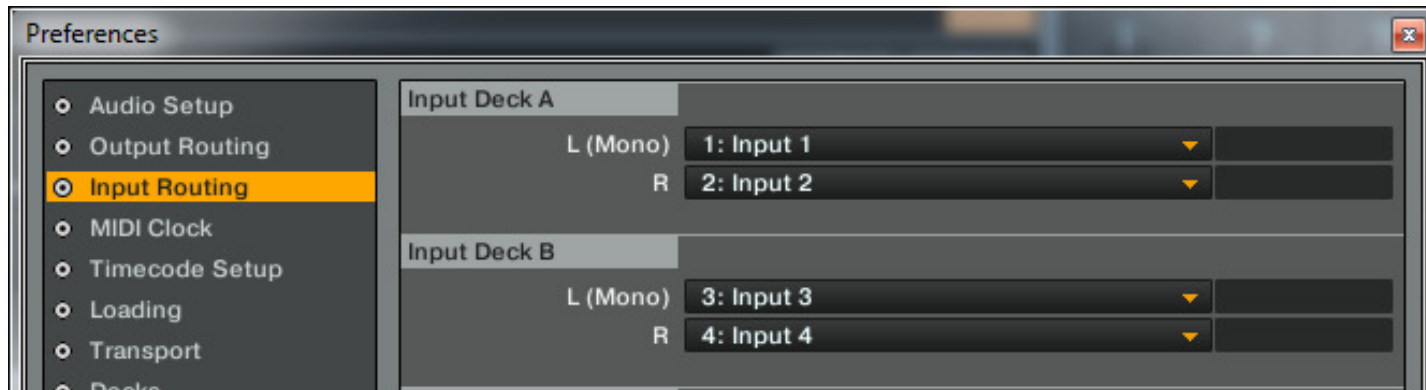 Preferences
Audio Setup
Output Routing
Input Routing
MIDI Clock
Timecode Setup
Loading
Transport
Decks
Input Deck A
L (Mono) 1: Input 1
R 2: Input 2
Input Deck B
L (Mono) 3: Input 3
R 4: Input 4